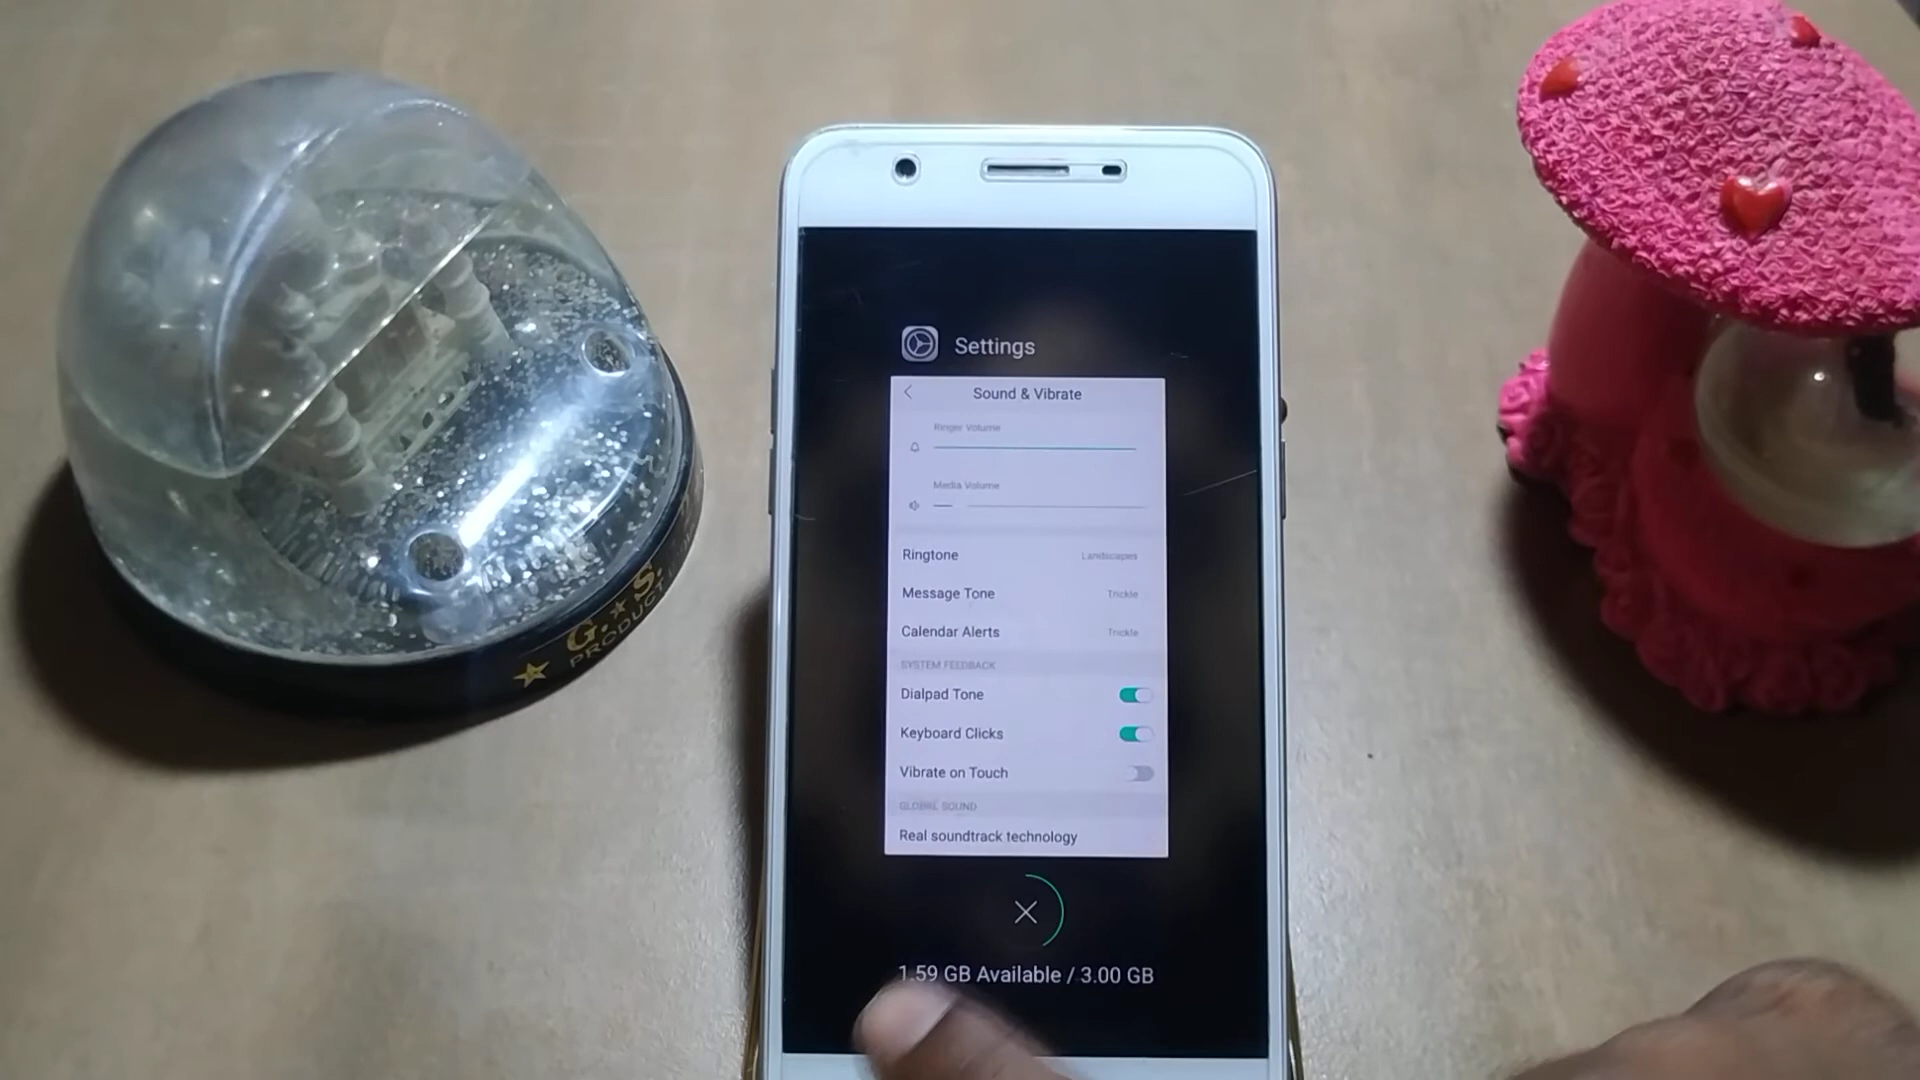 Settings
Sound & Vibrate
Ringer Volume
Media Volume
Ringtone Landscapes
Message Tone Trickle
Calendar Alerts Trickle
SYSTEM FEEDBACK
Dialpad Tone
Keyboard Clicks
Vibrate on Touch
GLOBAL SOUND
Real soundtrack technology
1.59 GB Available / 3.00 GB
G.★S.